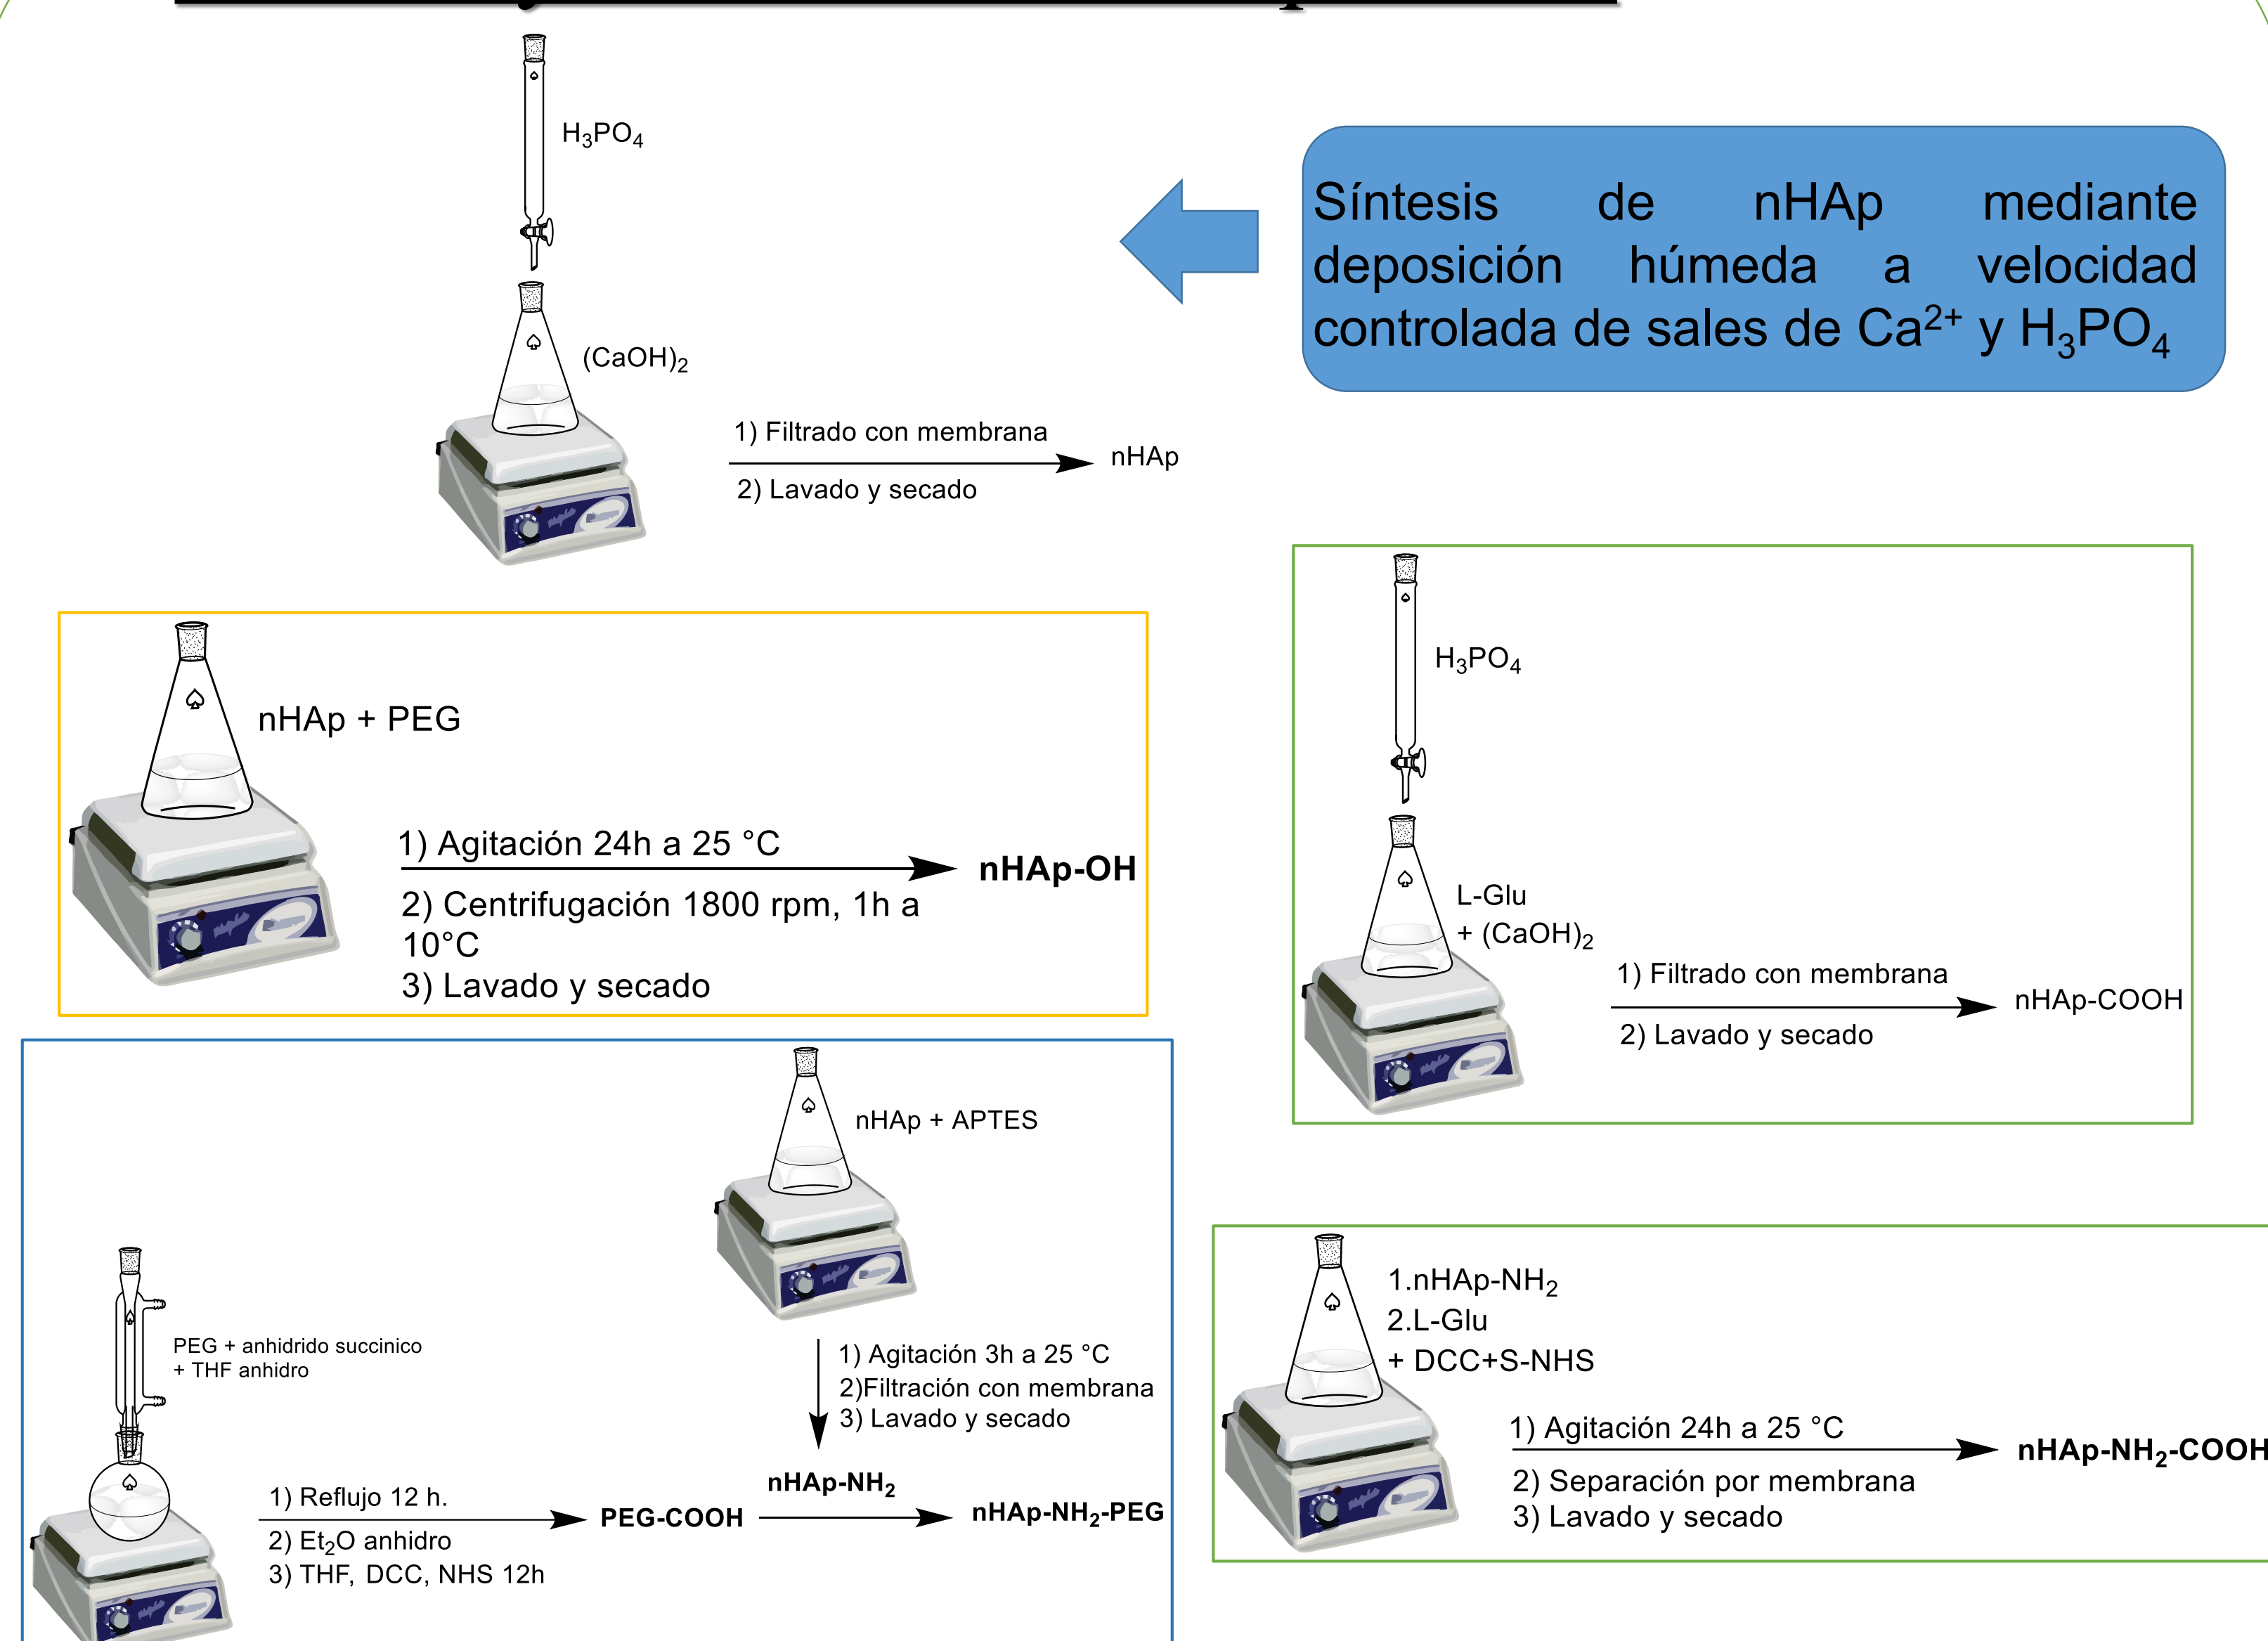 H₃PO₄
(CaOH)₂
1) Filtrado con membrana
nHAp
2) Lavado y secado
Síntesis de nHAp mediante
deposición húmeda a velocidad
controlada de sales de Ca²⁺ y H₃PO₄
nHAp + PEG
1) Agitación 24h a 25 °C
nHAp-OH
2) Centrifugación 1800 rpm, 1h a
10°C
3) Lavado y secado
H₃PO₄
L-Glu
+ (CaOH)₂
1) Filtrado con membrana
nHAp-COOH
2) Lavado y secado
nHAp + APTES
1) Agitación 3h a 25 °C
2)Filtración con membrana
3) Lavado y secado
PEG + anhidrido succinico
+ THF anhidro
1) Reflujo 12 h.
2) Et₂O anhidro
3) THF, DCC, NHS 12h
PEG-COOH
nHAp-NH₂
nHAp-NH₂-PEG
1.nHAp-NH₂
2.L-Glu
+ DCC+S-NHS
1) Agitación 24h a 25 °C
nHAp-NH₂-COOH
2) Separación por membrana
3) Lavado y secado